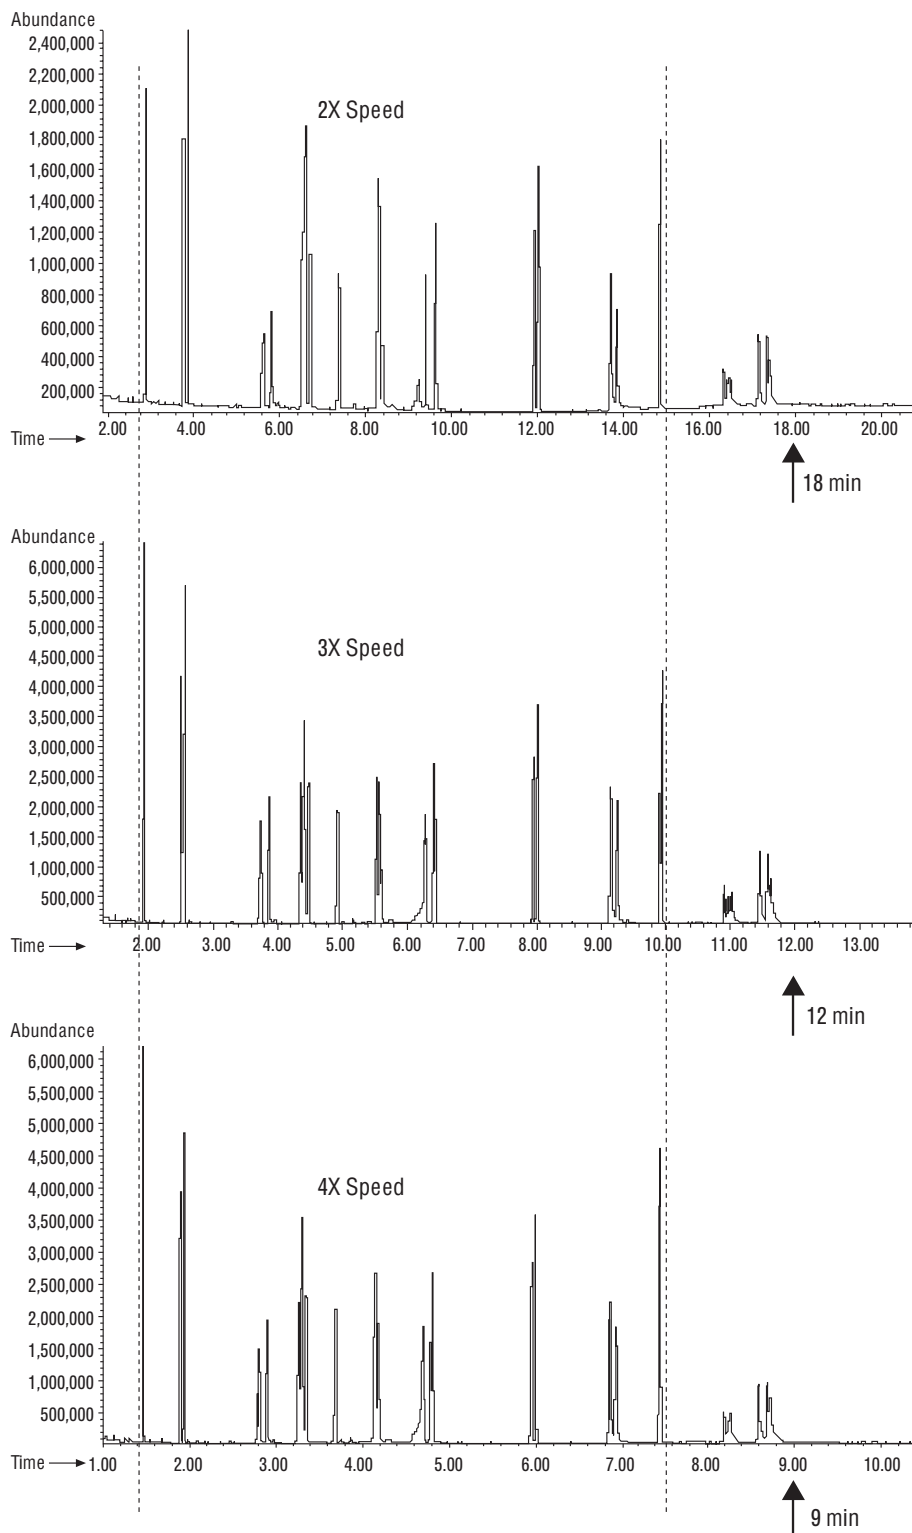 Abundance
2,400,000
2,200,000
2,000,000
1,800,000
1,600,000
1,400,000
1,200,000
1,000,000
800,000
600,000
400,000
200,000
2X Speed
2.00 4.00 6.00 8.00 10.00 12.00 14.00 16.00 18.00 20.00
Time
18 min
Abundance
6,000,000
5,500,000
5,000,000
4,500,000
4,000,000
3,500,000
3,000,000
2,500,000
2,000,000
1,500,000
1,000,000
500,000
3X Speed
Time 2.00 3.00 4.00 5.00 6.00 7.00 8.00 9.00 10.00 11.00 12.00 13.00
12 min
Abundance
6,000,000
5,500,000
5,000,000
4,500,000
4,000,000
3,500,000
3,000,000
2,500,000
2,000,000
1,500,000
1,000,000
500,000
4X Speed
Time 1.00 2.00 3.00 4.00 5.00 6.00 7.00 8.00 9.00 10.00
9 min